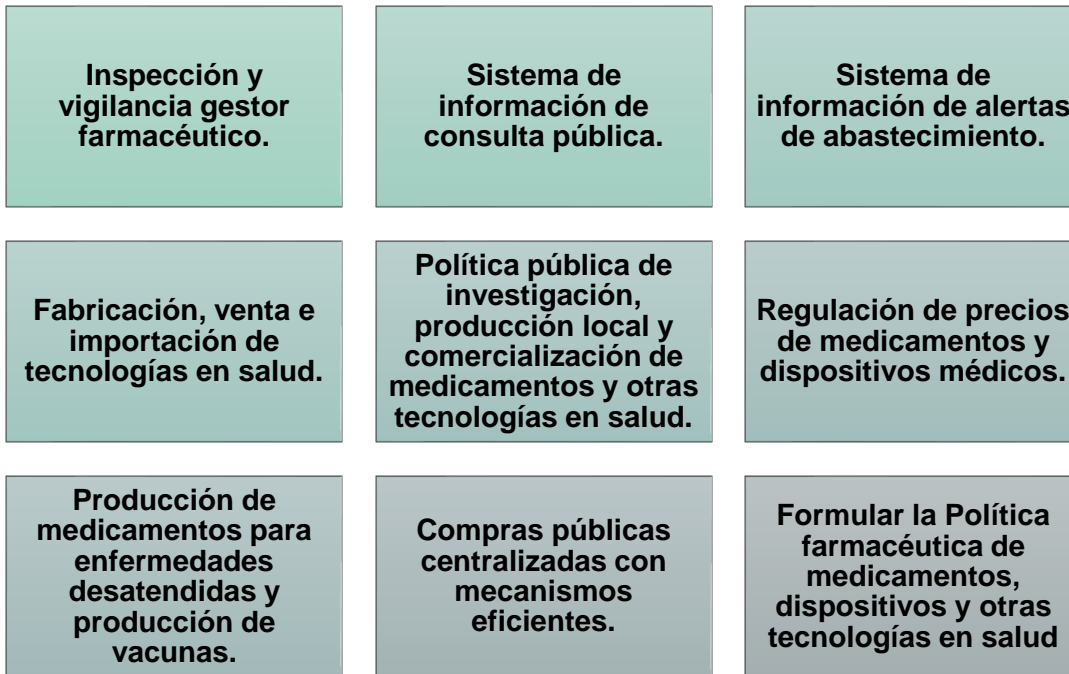 Inspección y
vigilancia gestor
farmacéutico.
Sistema de
información de
consulta pública.
Sistema de
información de alertas
de abastecimiento.
Fabricación, venta e
importación de
tecnologías en salud.
Política pública de
investigación,
producción local y
comercialización de
medicamentos y otras
tecnologías en salud.
Regulación de precios
de medicamentos y
dispositivos médicos.
Producción de
medicamentos para
enfermedades
desatendidas y
producción de
vacunas.
Compras públicas
centralizadas con
mecanismos
eficientes.
Formular la Política
farmacéutica de
medicamentos,
dispositivos y otras
tecnologías en salud